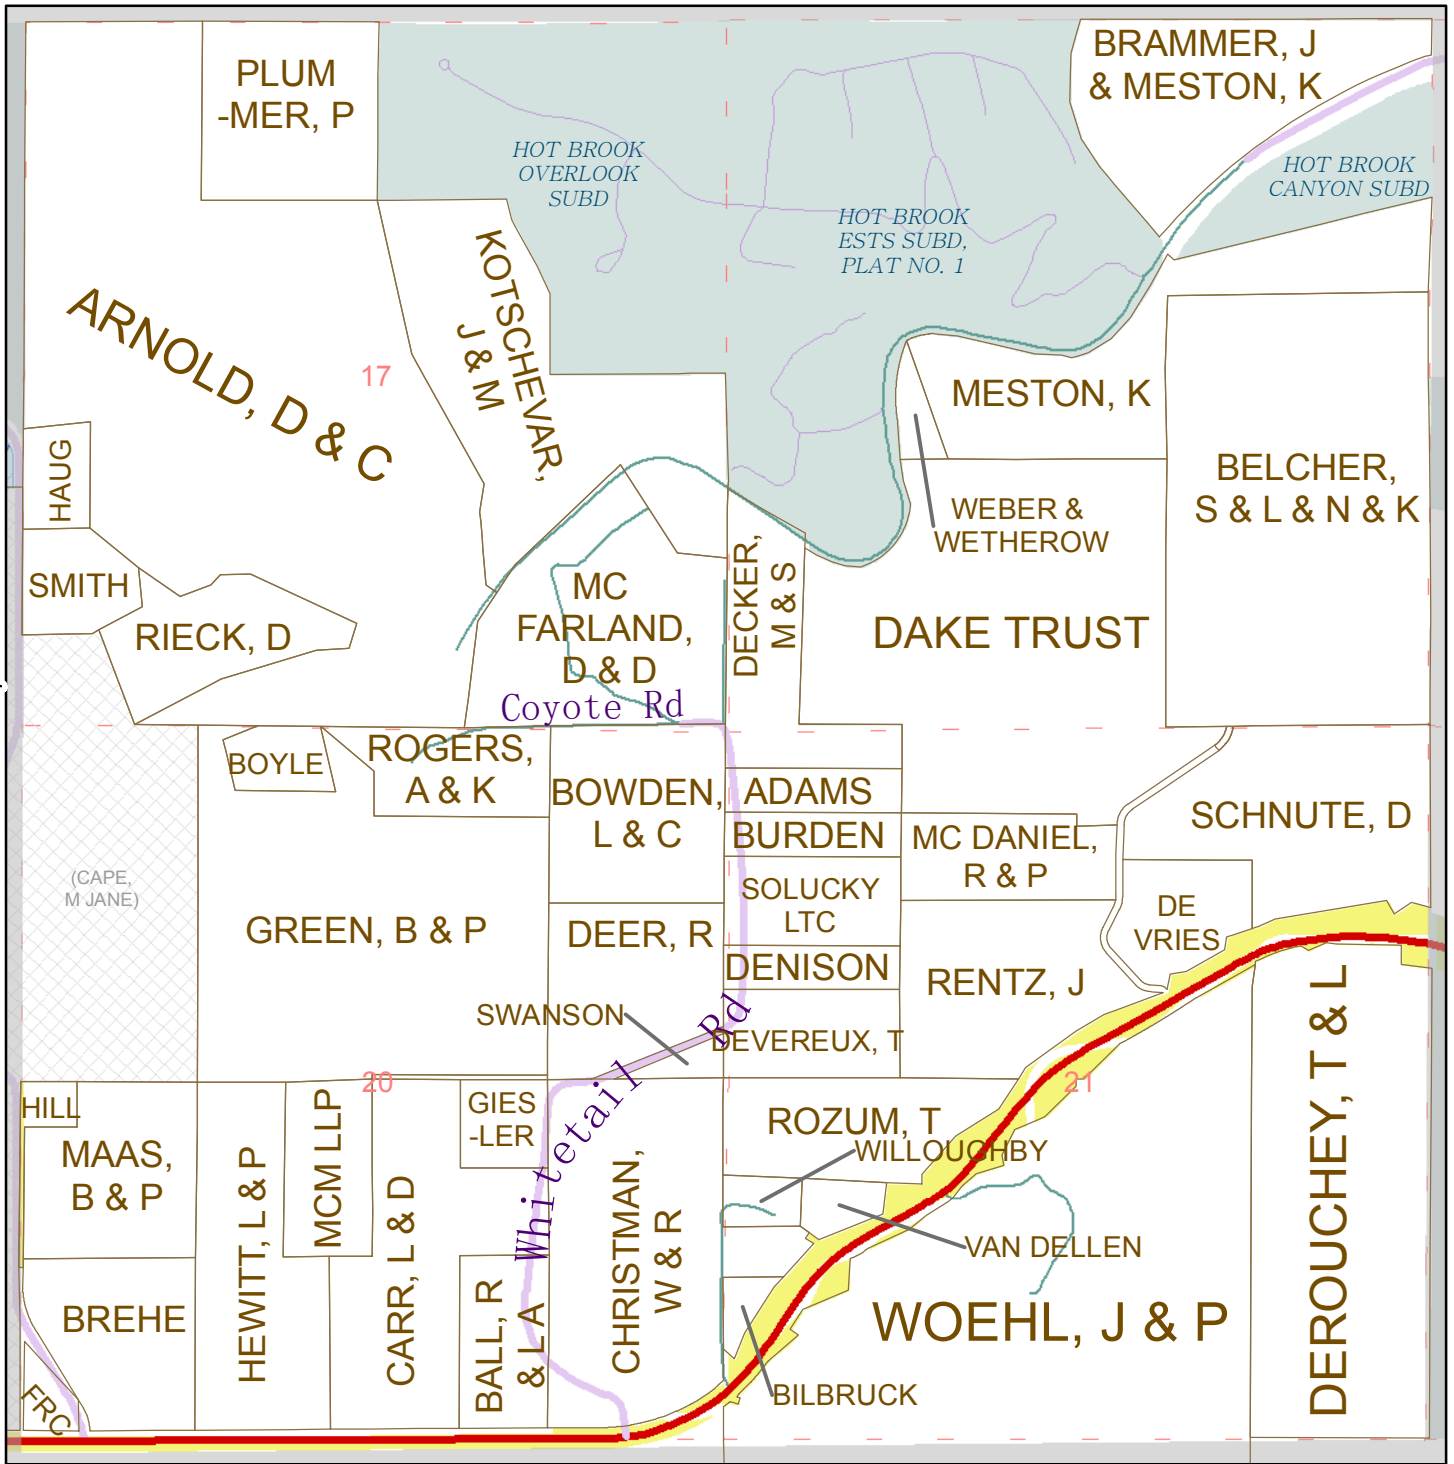 PLUM
-MER, P
BRAMMER, J
& MESTON, K
HOT BROOK
OVERLOOK
SUBD
HOT BROOK
CANYON SUBD
HOT BROOK
ESTS SUBD,
PLAT NO. 1
KOTSCHEVAR,
J & M
ARNOLD, D & C
17
MESTON, K
HAUG
BELCHER,
S & L & N & K
WEBER &
WETHEROW
SMITH
MC
FARLAND,
D & D
DECKER,
M & S
RIECK, D
DAKE TRUST
Coyote Rd
BOYLE
ROGERS,
A & K
BOWDEN,
L & C
ADAMS
BURDEN
MC DANIEL,
R & P
SCHNUTE, D
(CAPE,
M JANE)
SOLUCKY
LTC
DE
VRIES
GREEN, B & P
DEER, R
DENISON
RENTZ, J
SWANSON
DEVEREUX, T
Whitetail Rd
20
21
HILL
GIES
-LER
MAAS,
B & P
HEWITT, L & P
MCM LLP
CARR, L & D
CHRISTMAN,
W & R
ROZUM, T
WILLOUGHBY
VAN DELLEN
DEROUCHEY, T & L
BREHE
BALL, R
& L A
WOEHL, J & P
FRC
BILBRUCK